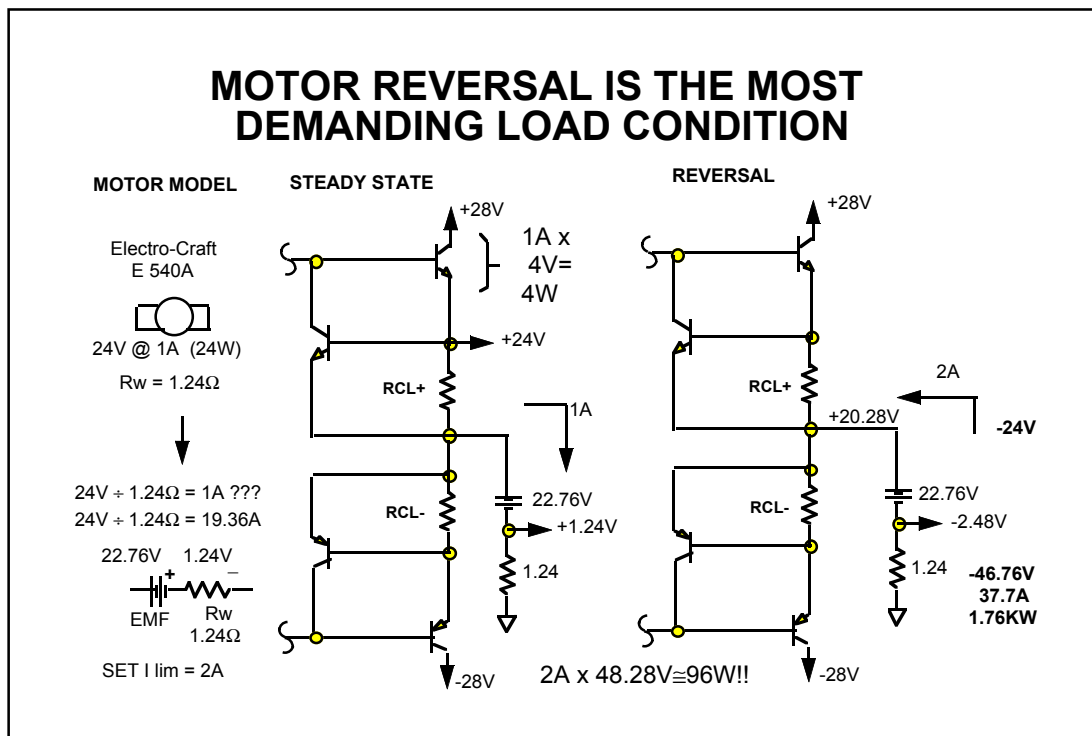 MOTOR REVERSAL IS THE MOST
DEMANDING LOAD CONDITION
MOTOR MODEL
Electro-Craft
E 540A
24V @ 1A (24W)
Rw = 1.24Ω
24V ÷ 1.24Ω = 1A ???
24V ÷ 1.24Ω = 19.36A
22.76V 1.24V
+ –
EMF Rw
1.24Ω
SET I lim = 2A
STEADY STATE
+28V
1A x
4V=
4W
+24V
RCL+
1A
RCL-
22.76V
+1.24V
1.24
-28V
REVERSAL
+28V
RCL+
2A
+20.28V
-24V
RCL-
22.76V
-2.48V
1.24
-46.76V
37.7A
1.76KW
-28V
2A x 48.28V≅96W!!